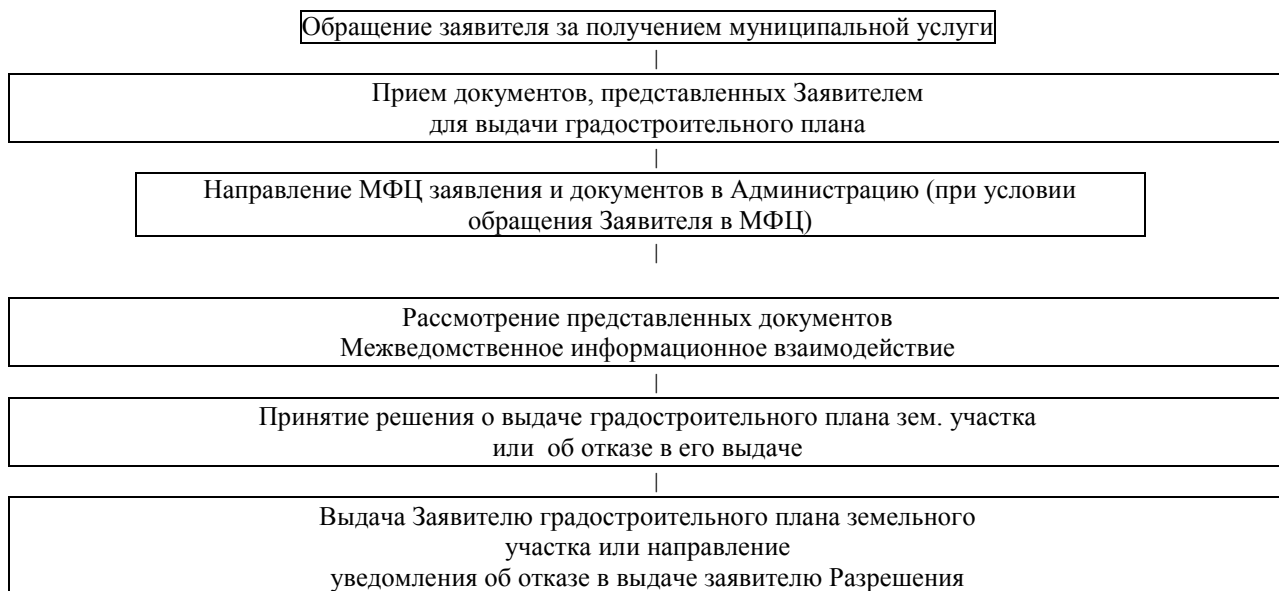 Обращение заявителя за получением муниципальной услуги
|
Прием документов, представленных Заявителем
для выдачи градостроительного плана
|
Направление МФЦ заявления и документов в Администрацию (при условии
обращения Заявителя в МФЦ)
|
Рассмотрение представленных документов
Межведомственное информационное взаимодействие
|
Принятие решения о выдаче градостроительного плана зем. участка
или об отказе в его выдаче
|
Выдача Заявителю градостроительного плана земельного
участка или направление
уведомления об отказе в выдаче заявителю Разрешения